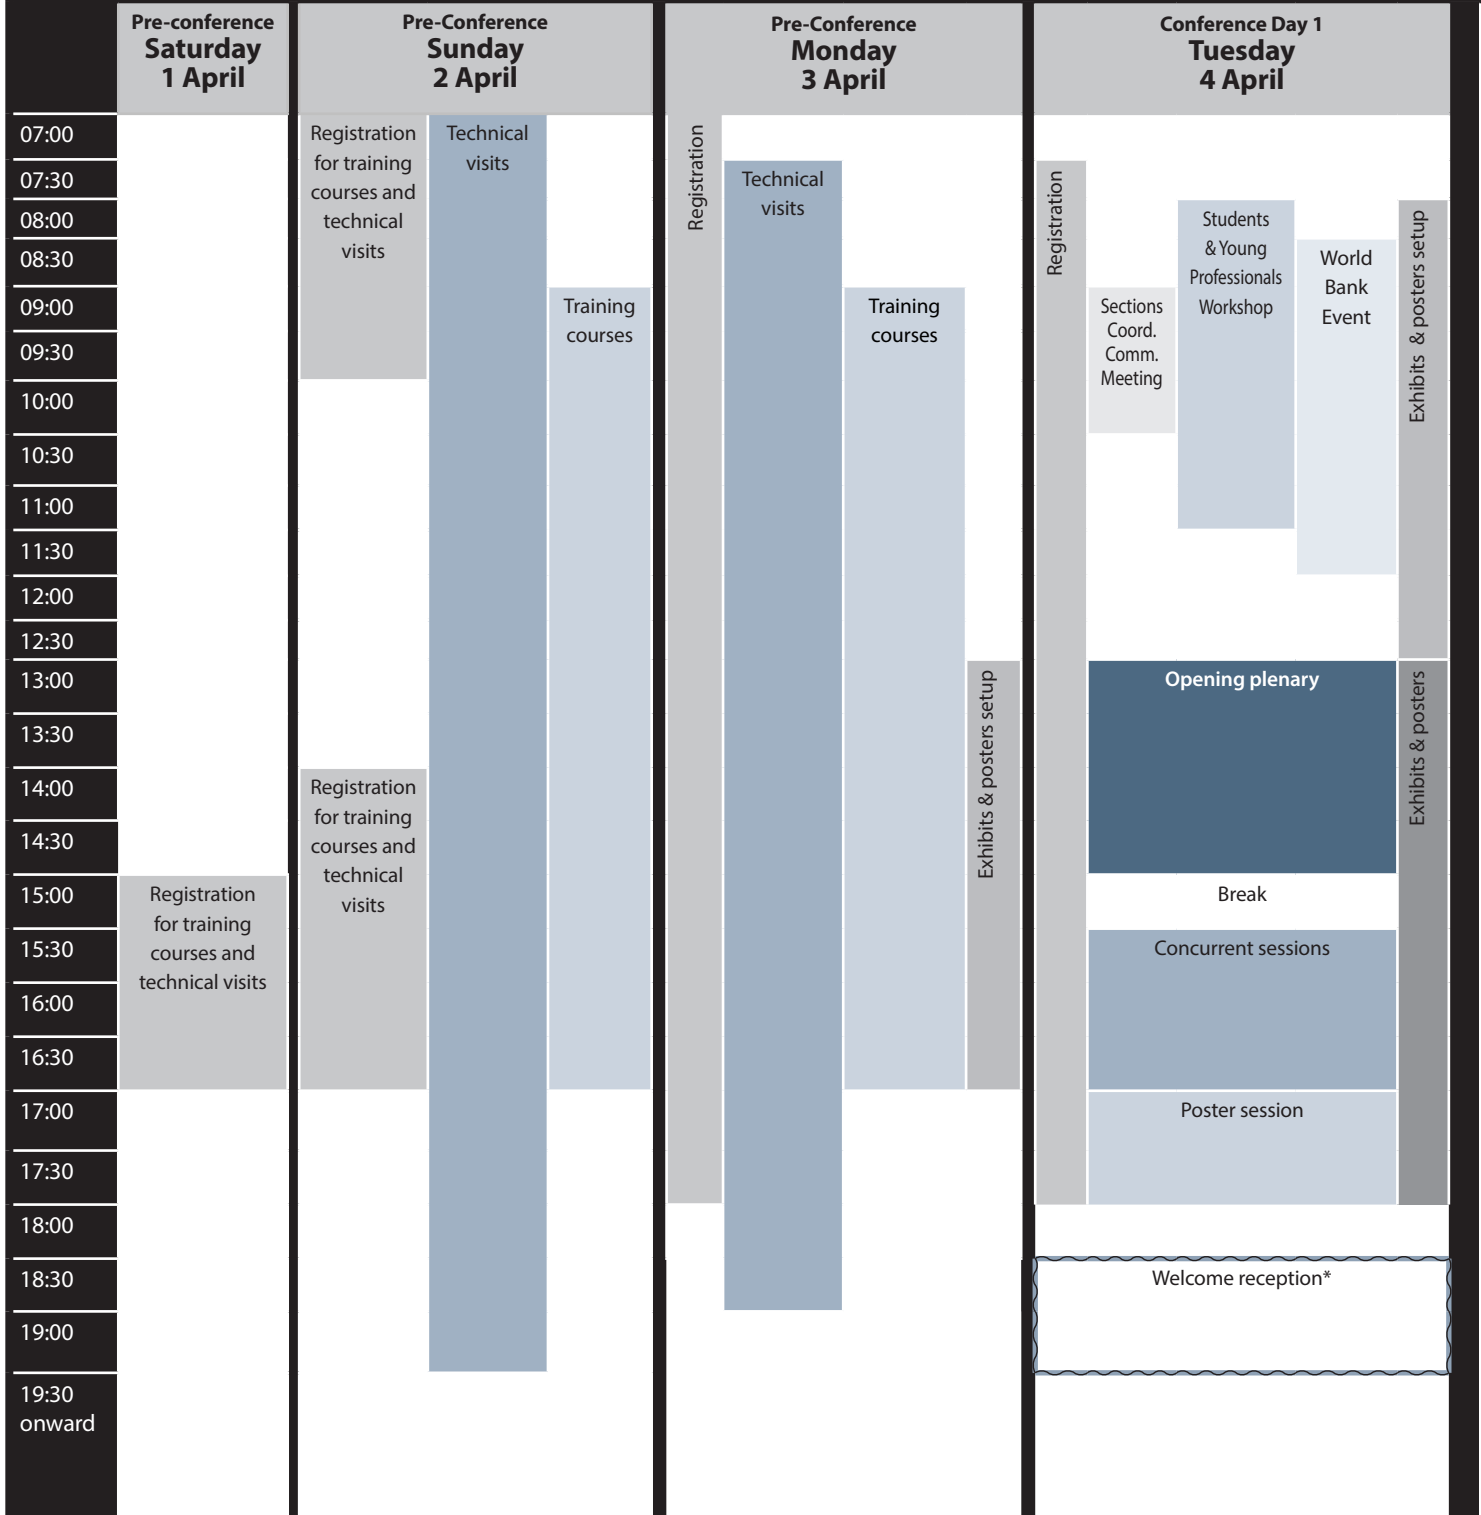 Pre-conference
Saturday
1 April
Pre-Conference
Sunday
2 April
Pre-Conference
Monday
3 April
Conference Day 1
Tuesday
4 April
07:00
07:30
08:00
08:30
09:00
09:30
10:00
10:30
11:00
11:30
12:00
12:30
13:00
13:30
14:00
14:30
15:00
15:30
16:00
16:30
17:00
17:30
18:00
18:30
19:00
19:30
onward
Registration
for training
courses and
technical visits
Registration
for training
courses and
technical
visits
Registration
for training
courses and
technical
visits
Technical
visits
Training
courses
Registration
Technical
visits
Training
courses
Exhibits & posters setup
Registration
Sections
Coord.
Comm.
Meeting
Students
& Young
Professionals
Workshop
World
Bank
Event
Exhibits & posters setup
Opening plenary
Break
Concurrent sessions
Poster session
Exhibits & posters
Welcome reception*